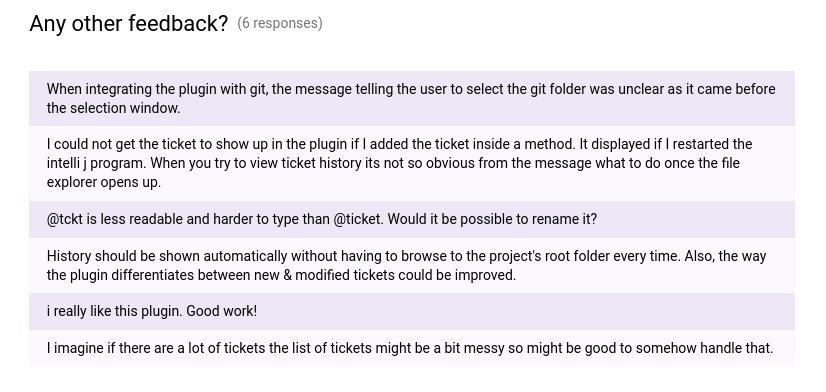 Any other feedback? (6 responses)
When integrating the plugin with git, the message telling the user to select the git folder was unclear as it came before
the selection window.
I could not get the ticket to show up in the plugin if I added the ticket inside a method. It displayed if I restarted the
intelli j program. When you try to view ticket history its not so obvious from the message what to do once the file
explorer opens up.
@tckt is less readable and harder to type than @ticket. Would it be possible to rename it?
History should be shown automatically without having to browse to the project's root folder every time. Also, the way
the plugin differentiates between new & modified tickets could be improved.
i really like this plugin. Good work!
I imagine if there are a lot of tickets the list of tickets might be a bit messy so might be good to somehow handle that.